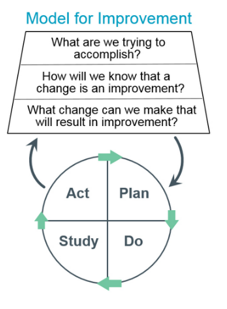 Model for Improvement
What are we trying to
accomplish?
How will we know that a
change is an improvement?
What change can we make that
will result in improvement?
Act
Plan
Study
Do